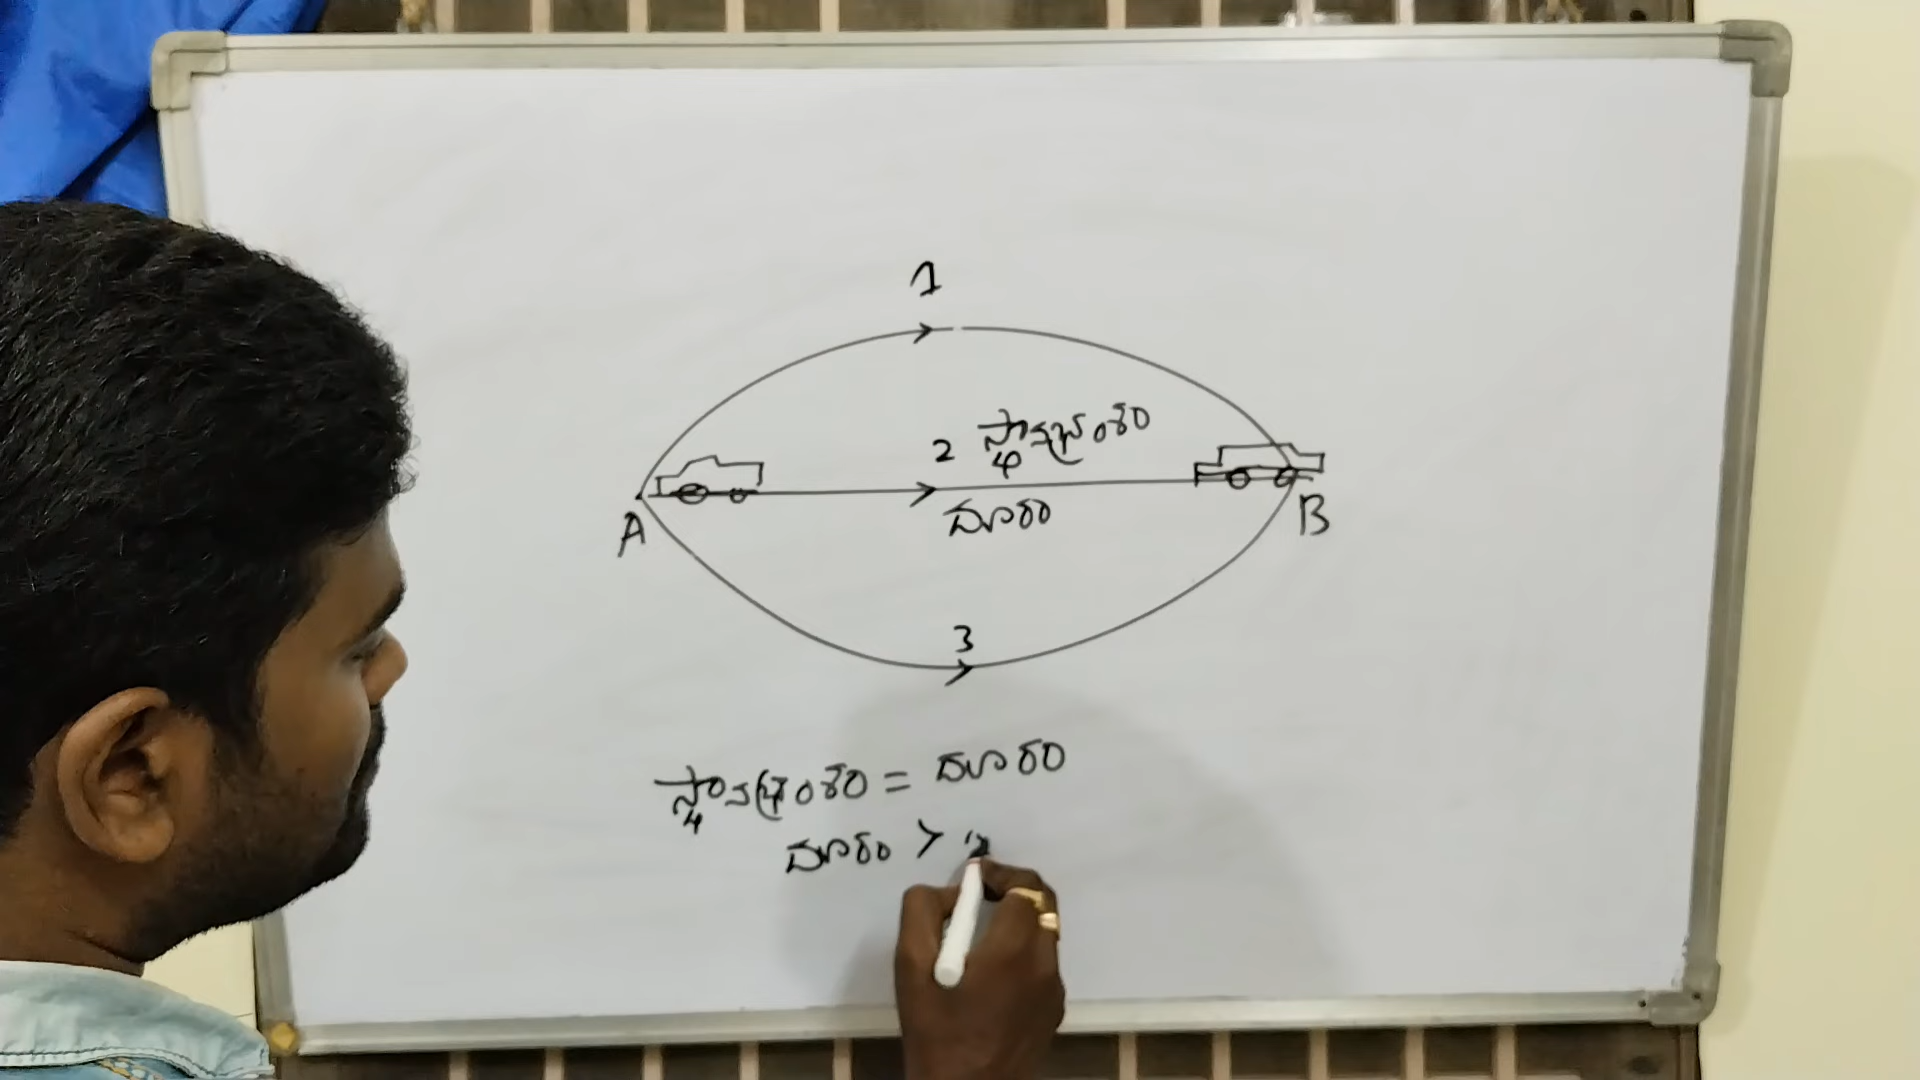 1
2 స్థానభ్రంశం
దూరం
A
B
3
స్థానభ్రంశం = దూరం
దూరం >